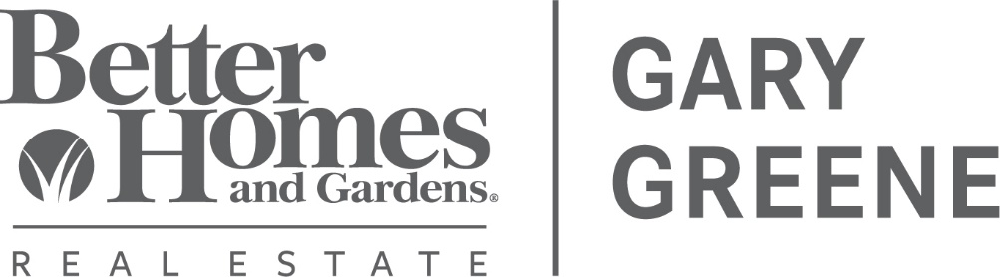 Better
Homes
and Gardens®
REAL ESTATE
GARY
GREENE